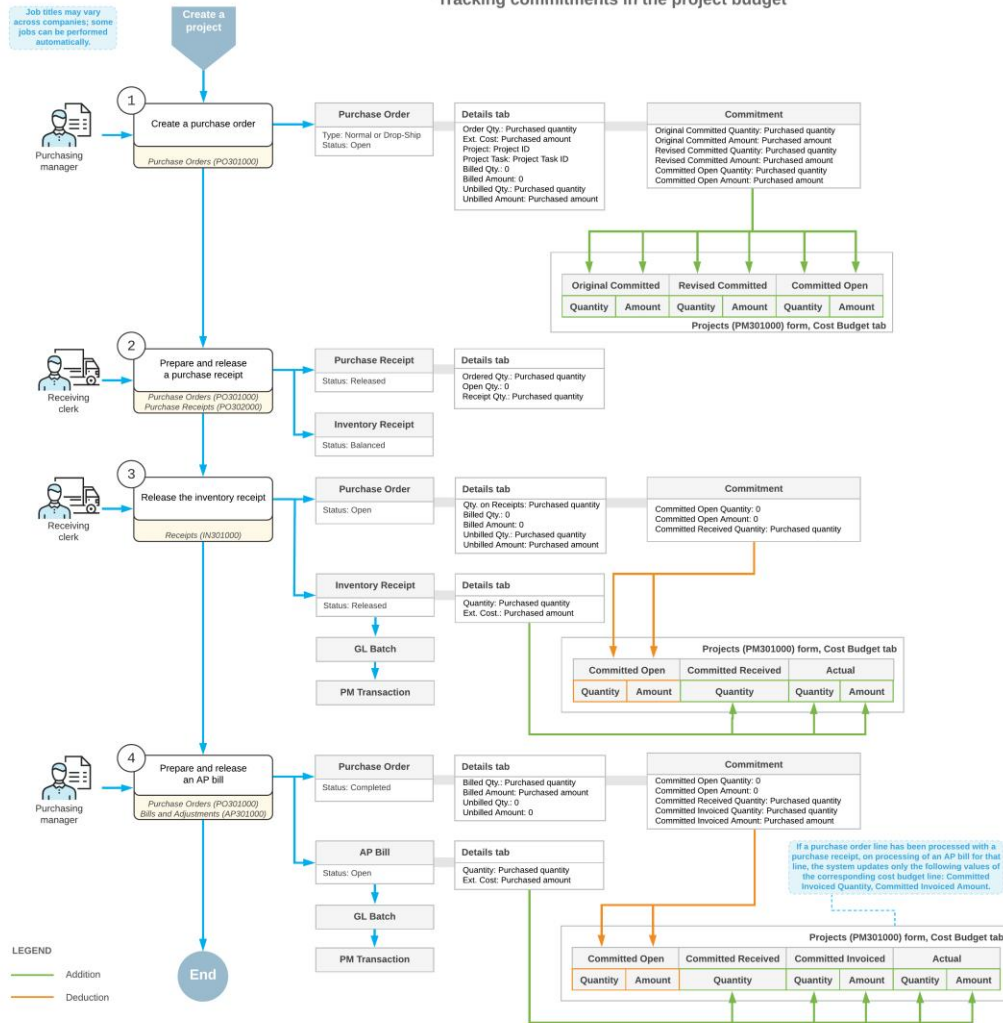 Tracking commitments in the project budget
Job titles may vary
across companies; some
jobs can be performed
automatically.
Create a
project
1
Create a purchase order
Purchase Orders (PO301000)
Purchasing
manager
Purchase Order
Type: Normal or Drop-Ship
Status: Open
Details tab
Order Qty.: Purchased quantity
Ext. Cost: Purchased amount
Project: Project ID
Project Task: Project Task ID
Billed Qty.: 0
Billed Amount: 0
Unbilled Qty.: Purchased quantity
Unbilled Amount: Purchased amount
Commitment
Original Committed Quantity: Purchased quantity
Original Committed Amount: Purchased amount
Revised Committed Quantity: Purchased quantity
Revised Committed Amount: Purchased amount
Committed Open Quantity: Purchased quantity
Committed Open Amount: Purchased amount
Original Committed Revised Committed Committed Open
Quantity Amount Quantity Amount Quantity Amount
Projects (PM301000) form, Cost Budget tab
2
Prepare and release
a purchase receipt
Purchase Orders (PO301000)
Purchase Receipts (PO302000)
Receiving
clerk
Purchase Receipt
Status: Released
Details tab
Ordered Qty.: Purchased quantity
Open Qty.: 0
Receipt Qty.: Purchased quantity
Inventory Receipt
Status: Balanced
3
Release the inventory receipt
Receipts (IN301000)
Receiving
clerk
Purchase Order
Status: Open
Details tab
Qty. on Receipts: Purchased quantity
Billed Qty.: 0
Billed Amount: 0
Unbilled Qty.: Purchased quantity
Unbilled Amount: Purchased amount
Commitment
Committed Open Quantity: 0
Committed Open Amount: 0
Committed Received Quantity: Purchased quantity
Inventory Receipt
Status: Released
Details tab
Quantity: Purchased quantity
Ext. Cost.: Purchased amount
GL Batch
PM Transaction
Projects (PM301000) form, Cost Budget tab
Committed Open Committed Received Actual
Quantity Amount Quantity Quantity Amount
4
Prepare and release
an AP bill
Purchase Orders (PO301000)
Bills and Adjustments (AP301000)
Purchasing
manager
Purchase Order
Status: Completed
Details tab
Billed Qty.: Purchased quantity
Billed Amount: Purchased amount
Unbilled Qty.: 0
Unbilled Amount: 0
Commitment
Committed Open Quantity: 0
Committed Open Amount: 0
Committed Received Quantity: Purchased quantity
Committed Invoiced Quantity: Purchased quantity
Committed Invoiced Amount: Purchased amount
AP Bill
Status: Open
Details tab
Quantity: Purchased quantity
Ext. Cost: Purchased amount
GL Batch
PM Transaction
If a purchase order line has been processed with a
purchase receipt, on processing of an AP bill for that
line, the system updates only the following values of
the corresponding cost budget line: Committed
Invoiced Quantity, Committed Invoiced Amount.
Projects (PM301000) form, Cost Budget tab
Committed Open Committed Received Committed Invoiced Actual
Quantity Amount Quantity Quantity Amount Quantity Amount
End
LEGEND
Addition
Deduction